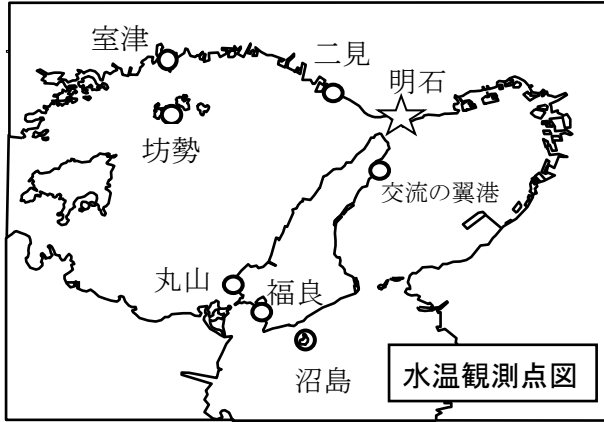 室津
二見
明石
坊勢
交流の翼港
丸山
福良
沼島
水温観測点図